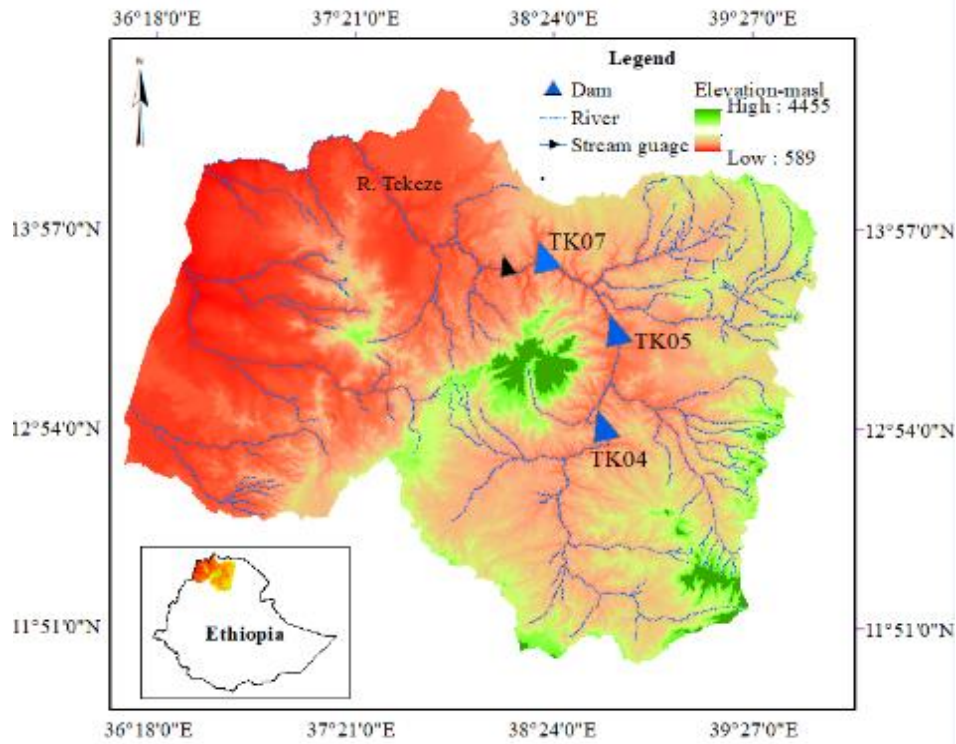 36°18'0"E 37°21'0"E 38°24'0"E 39°27'0"E
N
Legend
Dam
River
Stream guage
Elevation-masl
High : 4455
Low : 589
R. Tekeze
13°57'0"N 13°57'0"N
TK07
TK05
12°54'0"N 12°54'0"N
TK04
Ethiopia
11°51'0"N 11°51'0"N
36°18'0"E 37°21'0"E 38°24'0"E 39°27'0"E